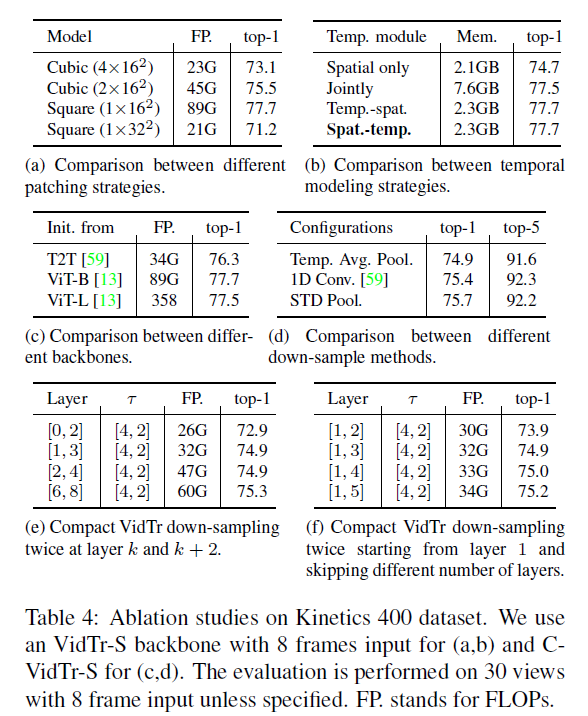 Model FP. top-1
Cubic (4×16²) 23G 73.1
Cubic (2×16²) 45G 75.5
Square (1×16²) 89G 77.7
Square (1×32²) 21G 71.2
(a) Comparison between different
patching strategies.
Temp. module Mem. top-1
Spatial only 2.1GB 74.7
Jointly 7.6GB 77.5
Temp.-spat. 2.3GB 77.7
Spat.-temp. 2.3GB 77.7
(b) Comparison between temporal
modeling strategies.
Init. from FP. top-1
T2T [59] 34G 76.3
ViT-B [13] 89G 77.7
ViT-L [13] 358 77.5
(c) Comparison between differ-
ent backbones.
Configurations top-1 top-5
Temp. Avg. Pool. 74.9 91.6
1D Conv. [59] 75.4 92.3
STD Pool. 75.7 92.2
(d) Comparison between different
down-sample methods.
Layer τ FP. top-1
[0, 2] [4, 2] 26G 72.9
[1, 3] [4, 2] 32G 74.9
[2, 4] [4, 2] 47G 74.9
[6, 8] [4, 2] 60G 75.3
(e) Compact VidTr down-sampling
twice at layer k and k + 2.
Layer τ FP. top-1
[1, 2] [4, 2] 30G 73.9
[1, 3] [4, 2] 32G 74.9
[1, 4] [4, 2] 33G 75.0
[1, 5] [4, 2] 34G 75.2
(f) Compact VidTr down-sampling
twice starting from layer 1 and
skipping different number of layers.
Table 4: Ablation studies on Kinetics 400 dataset. We use
an VidTr-S backbone with 8 frames input for (a,b) and C-
VidTr-S for (c,d). The evaluation is performed on 30 views
with 8 frame input unless specified. FP. stands for FLOPs.